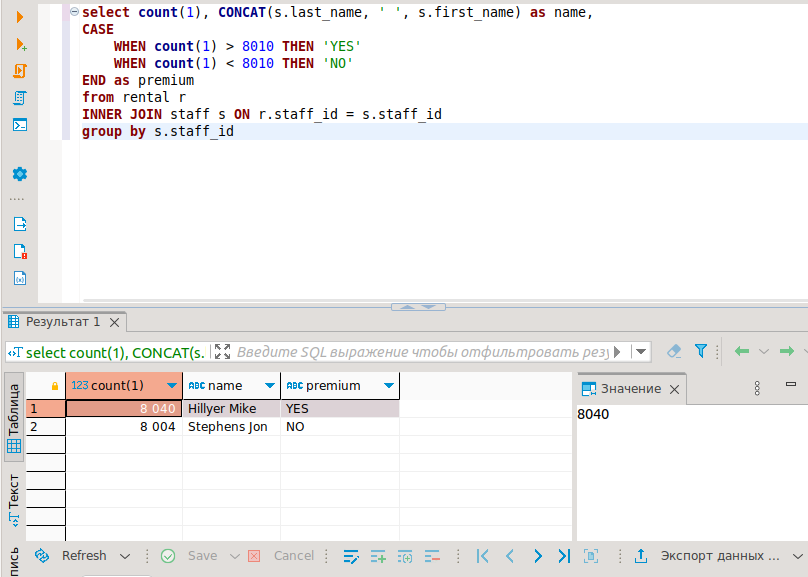 select count(1), CONCAT(s.last_name, ' ', s.first_name) as name,
CASE
WHEN count(1) > 8010 THEN 'YES'
WHEN count(1) < 8010 THEN 'NO'
END as premium
from rental r
INNER JOIN staff s ON r.staff_id = s.staff_id
group by s.staff_id
Результат 1
select count(1), CONCAT(s.
Введите SQL выражение чтобы отфильтровать резу
Таблица
Текст
пись
123 count(1)
ABC name
ABC premium
1 8 040 Hillyer Mike YES
2 8 004 Stephens Jon NO
Значение
8040
Refresh
Save
Cancel
Экспорт данных ...